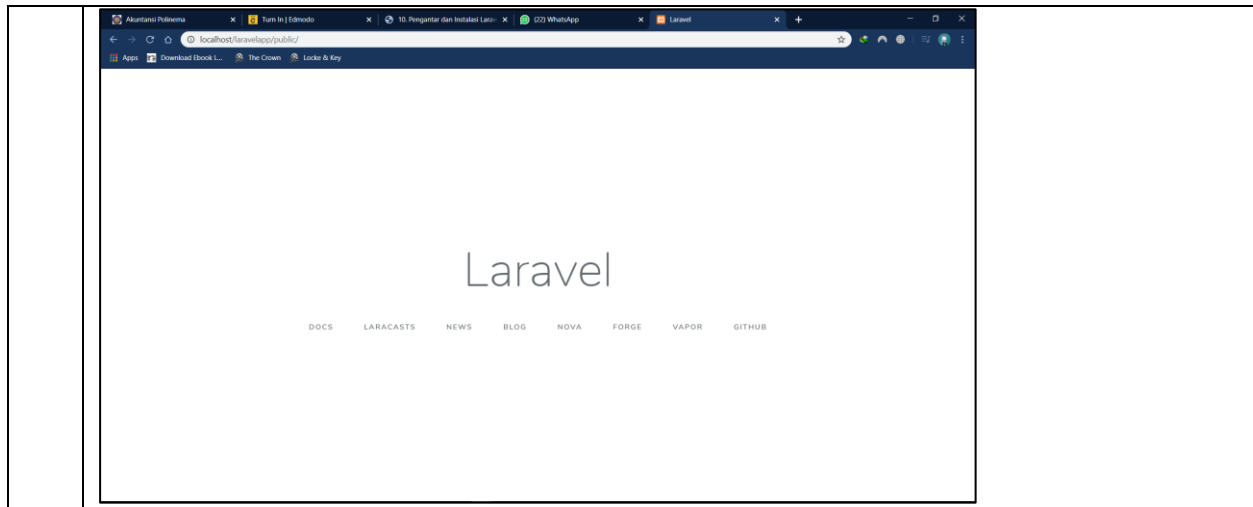 Akuntansi Polinema
Turn In | Edmodo
10. Pengantar dan Instalasi Larav
(22) WhatsApp
Laravel
localhost/laravelapp/public/
Apps
Download Ebook L...
The Crown
Locke & Key
Laravel
DOCS LARACASTS NEWS BLOG NOVA FORGE VAPOR GITHUB